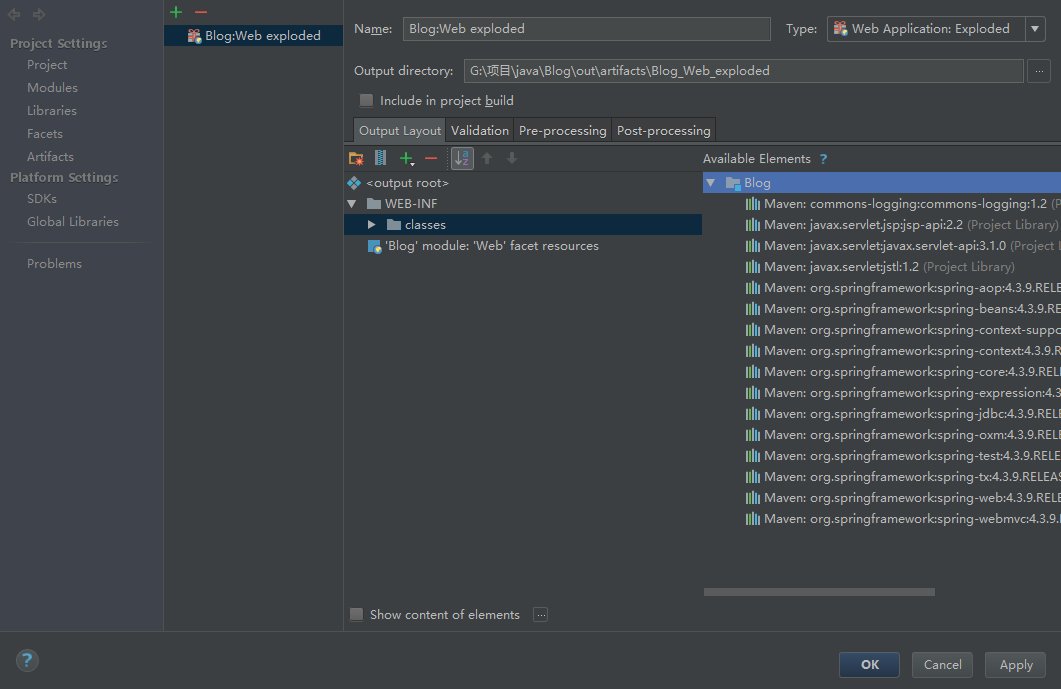 Project Settings
Project
Modules
Libraries
Facets
Artifacts
Platform Settings
SDKs
Global Libraries
Problems
Blog:Web exploded
Name: Blog:Web exploded Type: Web Application: Exploded
Output directory: G:\项目\java\Blog\out\artifacts\Blog_Web_exploded ...
Include in project build
Output Layout Validation Pre-processing Post-processing
<output root>
WEB-INF
classes
'Blog' module: 'Web' facet resources
Available Elements ?
Blog
Maven: commons-logging:commons-logging:1.2 (P
Maven: javax.servlet.jsp:jsp-api:2.2 (Project Library)
Maven: javax.servlet:javax.servlet-api:3.1.0 (Project L
Maven: javax.servlet:jstl:1.2 (Project Library)
Maven: org.springframework:spring-aop:4.3.9.RELE
Maven: org.springframework:spring-beans:4.3.9.RE
Maven: org.springframework:spring-context-suppo
Maven: org.springframework:spring-context:4.3.9.R
Maven: org.springframework:spring-core:4.3.9.RELE
Maven: org.springframework:spring-expression:4.3
Maven: org.springframework:spring-jdbc:4.3.9.RELE
Maven: org.springframework:spring-oxm:4.3.9.RELE
Maven: org.springframework:spring-test:4.3.9.RELE
Maven: org.springframework:spring-tx:4.3.9.RELEAS
Maven: org.springframework:spring-web:4.3.9.RELE
Maven: org.springframework:spring-webmvc:4.3.9.
Show content of elements ...
? OK Cancel Apply